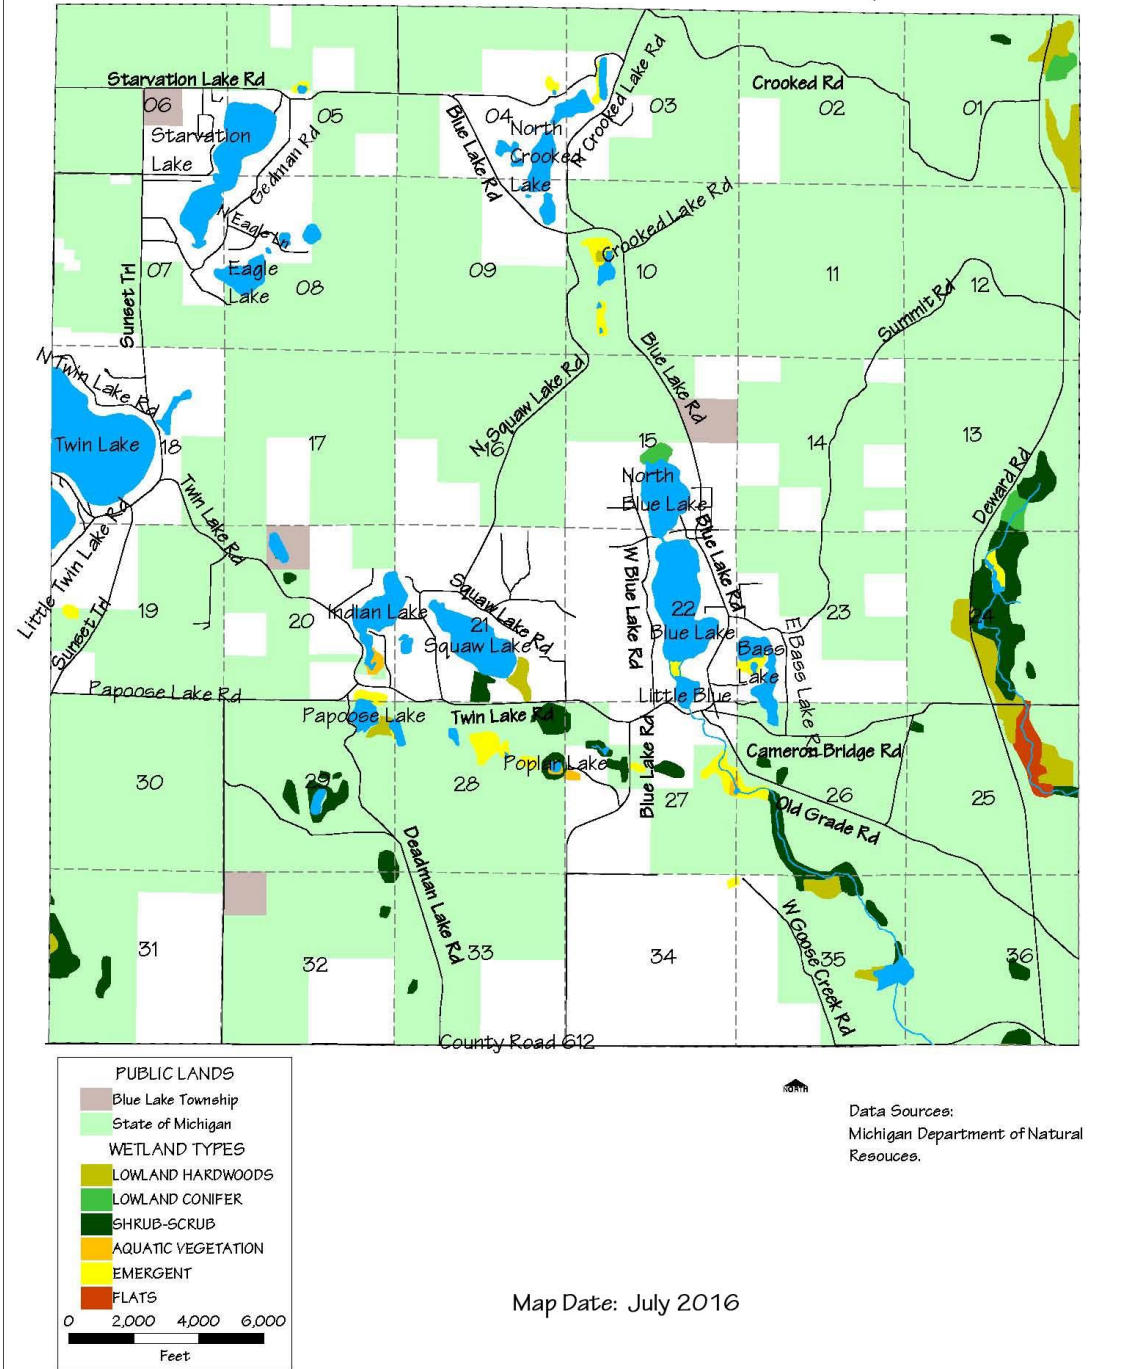 Starvation Lake Rd
06
05
04
03
02
01
Crooked Rd
N Crooked Lake Rd
Starvation
Lake
Gedman Rd
Blue Lake Rd
North
Crooked
Lake
N Eagle Ln
Crooked Lake Rd
Sunset Trl
07
Eagle
Lake
08
09
10
11
12
Summit Rd
N Twin Lake Rd
Blue Lake Rd
N Squaw Lake Rd
Twin Lake
18
17
16
15
14
13
North
Blue Lake
Deward Rd
Twin Lake Rd
Little Twin Lake Rd
Sunset Trl
Blue Lake Rd
W Blue Lake Rd
19
20
Indian Lake
Squaw Lake Rd
21
Squaw Lake
22
Blue Lake
23
24
Bass
Lake
E Bass Lake Rd
Papoose Lake Rd
Little Blue
Papoose Lake
Twin Lake Rd
Blue Lake Rd
Cameron Bridge Rd
Poplar Lake
30
29
28
27
26
25
Old Grade Rd
Deadman Lake Rd
W Goose Creek Rd
31
32
33
34
35
36
County Road 612
PUBLIC LANDS
Blue Lake Township
State of Michigan
WETLAND TYPES
LOWLAND HARDWOODS
LOWLAND CONIFER
SHRUB-SCRUB
AQUATIC VEGETATION
EMERGENT
FLATS
0 2,000 4,000 6,000
Feet
NORTH
Data Sources:
Michigan Department of Natural
Resouces.
Map Date: July 2016